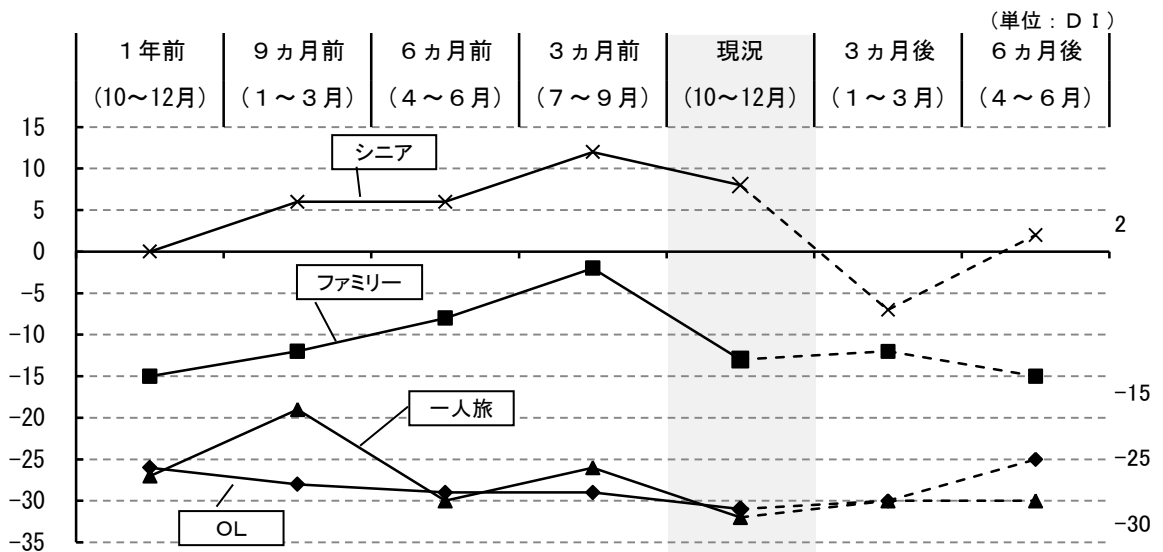 （単位：ＤＩ）
１年前 ９ヵ月前 ６ヵ月前 ３ヵ月前 現況 ３ヵ月後 ６ヵ月後
（10～12月） （１～３月） （４～６月） （７～９月） （10～12月） （１～３月） （４～６月）
15
シニア
10
5
2
0
ファミリー
-5
-10
-15
-15
一人旅
-20
-25
-25
-30
-30
OL
-35